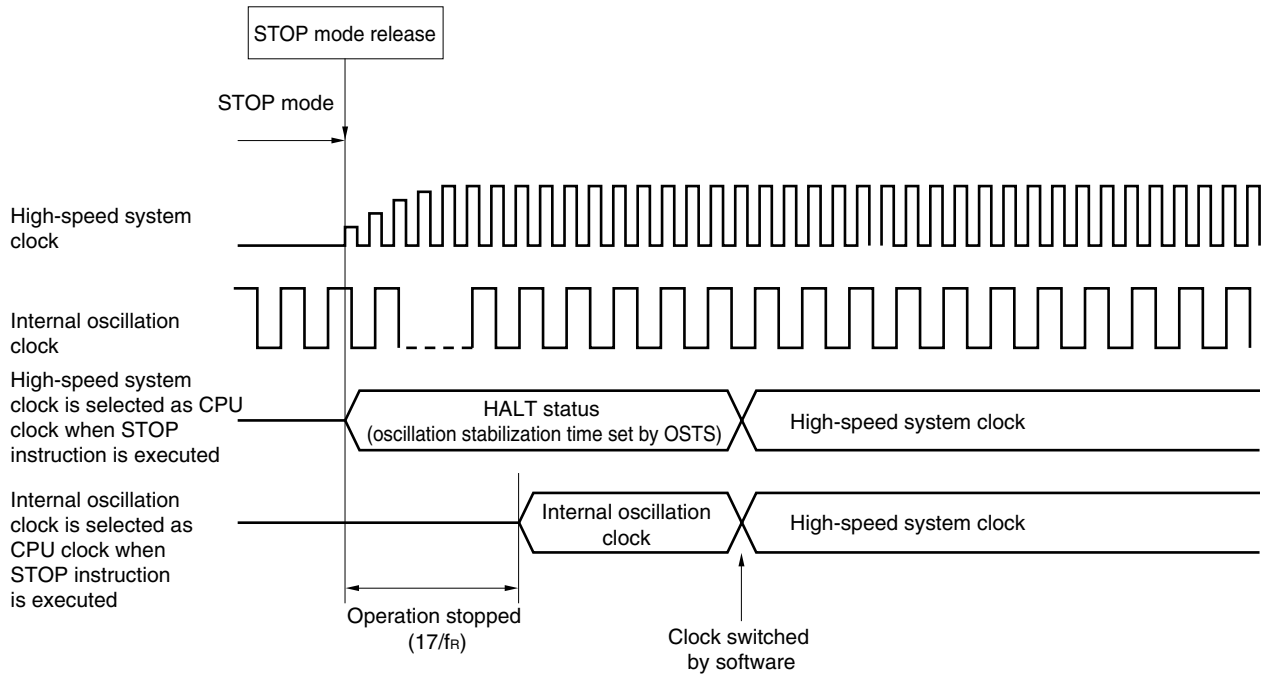 STOP mode release
STOP mode
High-speed system
clock
Internal oscillation
clock
High-speed system
clock is selected as CPU
clock when STOP
instruction is executed
HALT status
(oscillation stabilization time set by OSTS)
High-speed system clock
Internal oscillation
clock is selected as
CPU clock when
STOP instruction
is executed
Internal oscillation
clock
High-speed system clock
Operation stopped
(17/fR)
Clock switched
by software